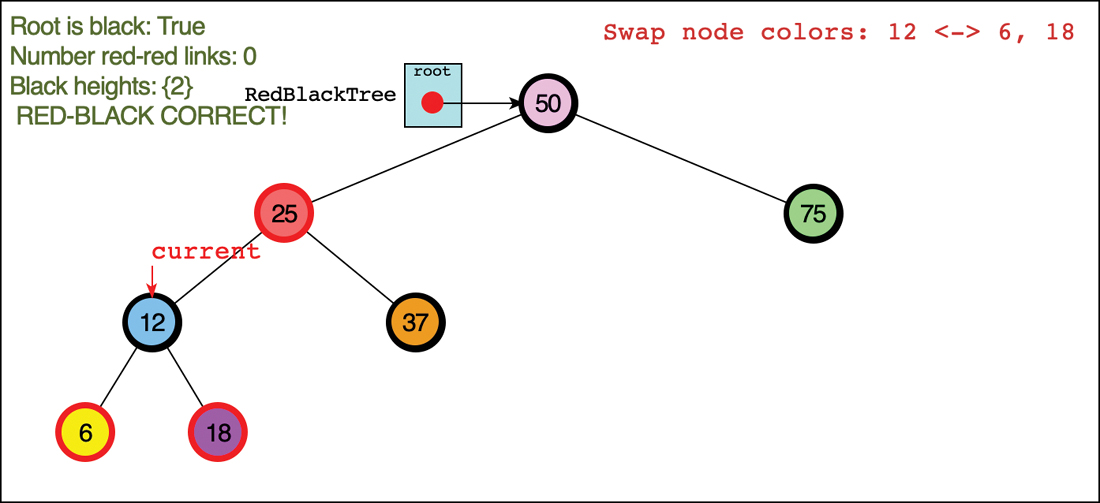 Root is black: True
Swap node colors: 12 <-> 6, 18
Number red-red links: 0
Black heights: {2}
RED-BLACK CORRECT!
root
RedBlackTree
50
25
75
current
12
37
6
18